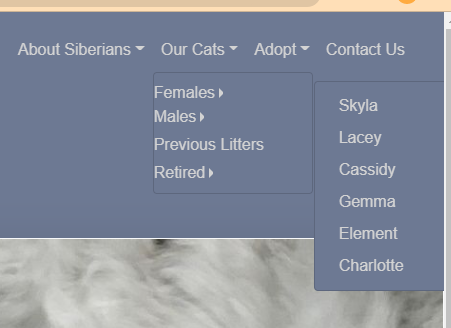 About Siberians Our Cats Adopt Contact Us
Females
Males
Previous Litters
Retired
Skyla
Lacey
Cassidy
Gemma
Element
Charlotte